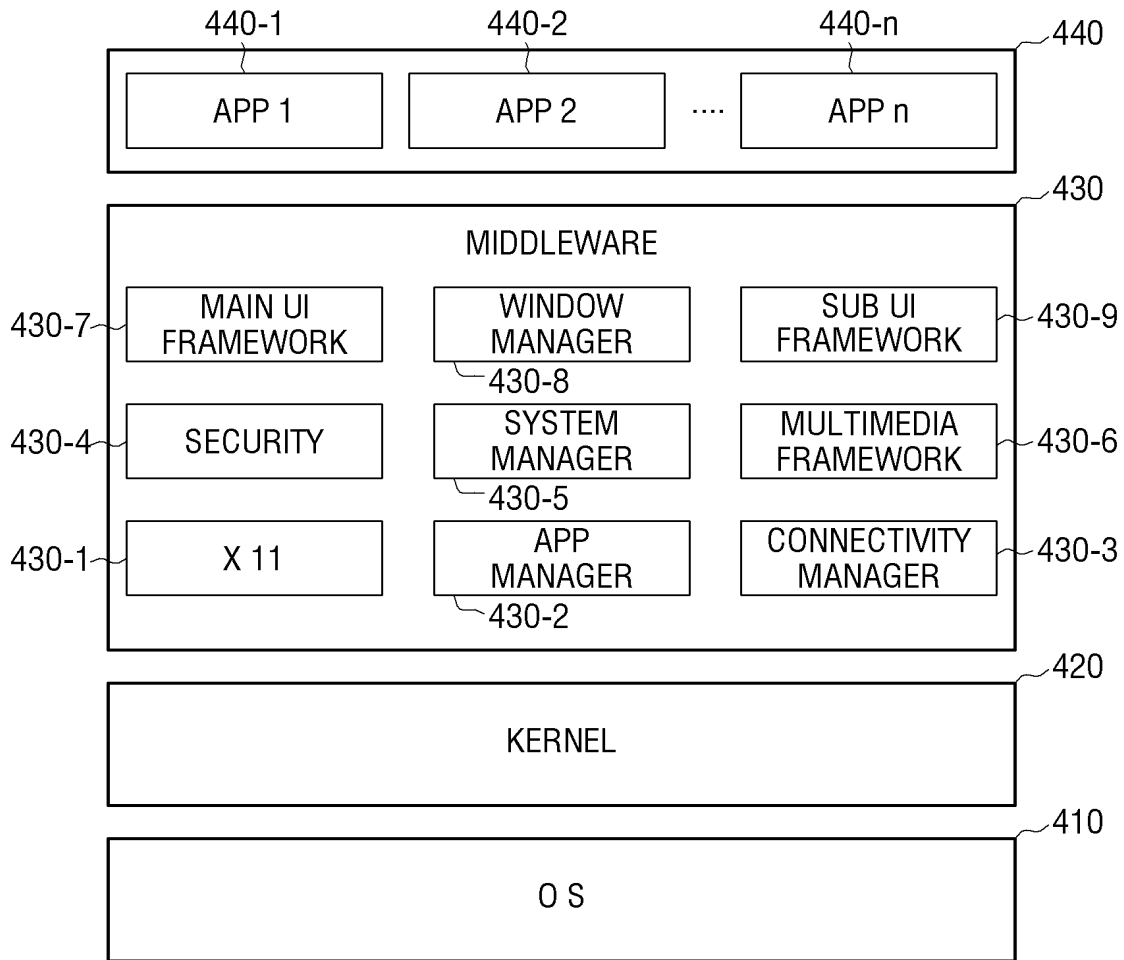 440-1 440-2 440-n 440
APP 1 APP 2 .... APP n
430
MIDDLEWARE
430-7 MAIN UI FRAMEWORK
WINDOW MANAGER
430-8
SUB UI FRAMEWORK 430-9
430-4 SECURITY
SYSTEM MANAGER
430-5
MULTIMEDIA FRAMEWORK 430-6
430-1 X 11
APP MANAGER
430-2
CONNECTIVITY MANAGER 430-3
420
KERNEL
410
O S